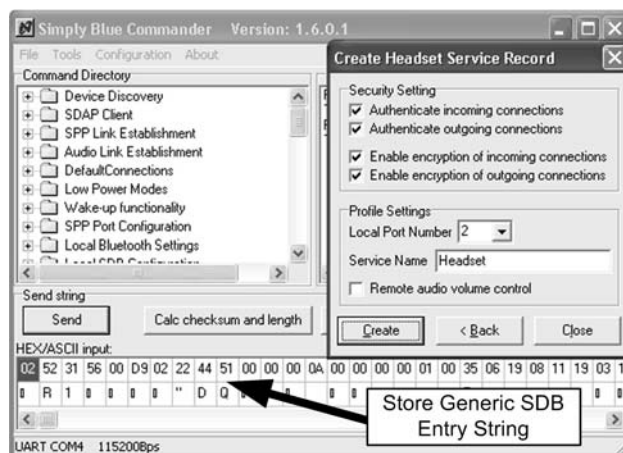 Simply Blue Commander Version: 1.6.0.1
File Tools Configuration About
Command Directory
Device Discovery
SDAP Client
SPP Link Establishment
Audio Link Establishment
DefaultConnections
Low Power Modes
Wake-up functionality
SPP Port Configuration
Local Bluetooth Settings
Create Headset Service Record
Security Setting
Authenticate incoming connections
Authenticate outgoing connections
Enable encryption of incoming connections
Enable encryption of outgoing connections
Profile Settings
Local Port Number 2
Service Name Headset
Remote audio volume control
Create < Back Close
Send string
Send Calc checksum and length
HEX/ASCII input:
02 52 31 56 00 D9 02 22 44 51 00 00 00 0A 00 00 00 00 01 00 35 06 19 08 11 19 03 1
R 1 " D Q
Store Generic SDB
Entry String
UART COM4 115200Bps